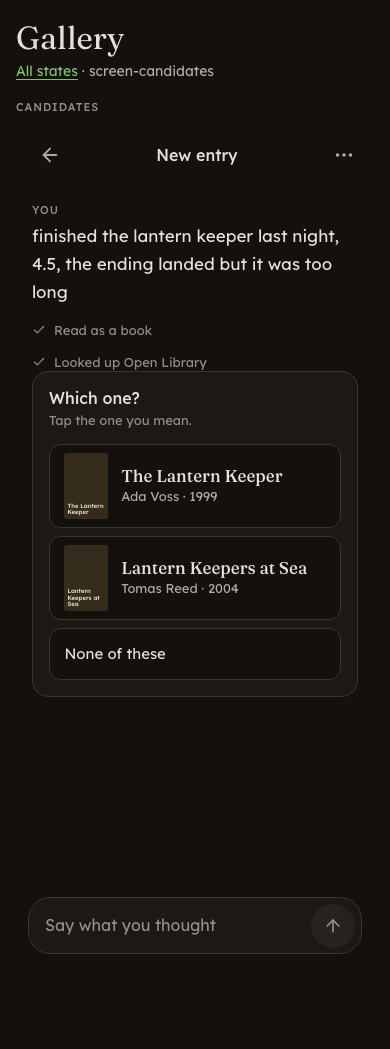 Gallery
All states · screen-candidates
CANDIDATES
New entry
YOU
finished the lantern keeper last night,
4.5, the ending landed but it was too
long
Read as a book
Looked up Open Library
Which one?
Tap the one you mean.
The Lantern
Keeper
The Lantern Keeper
Ada Voss · 1999
Lantern
Keepers at
Sea
Lantern Keepers at Sea
Tomas Reed · 2004
None of these
Say what you thought